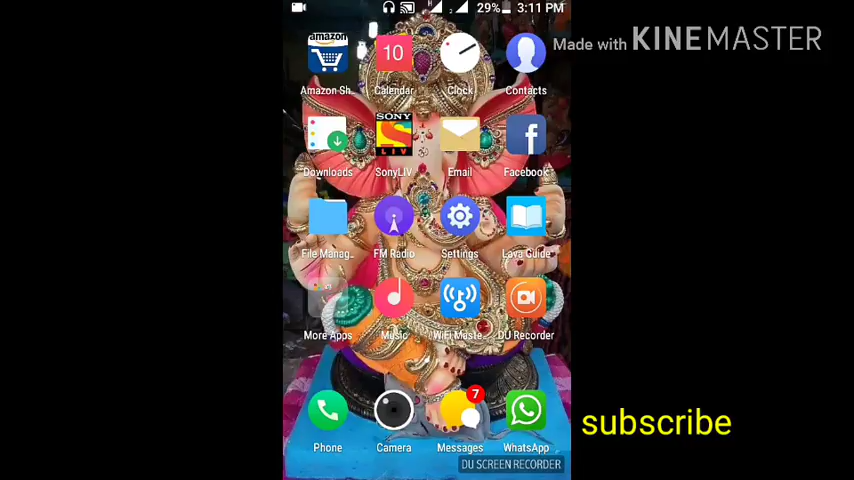 H 2 29% 3:11 PM
Made with KINEMASTER
amazon
10
Amazon Sh..
Calendar
Clock
Contacts
SONY
LIV
f
Downloads
SonyLIV
Email
Facebook
File Manag..
FM Radio
Settings
Lava Guide
More Apps
Music
WiFi Maste..
DU Recorder
7
Phone
Camera
Messages
WhatsApp
subscribe
DU SCREEN RECORDER